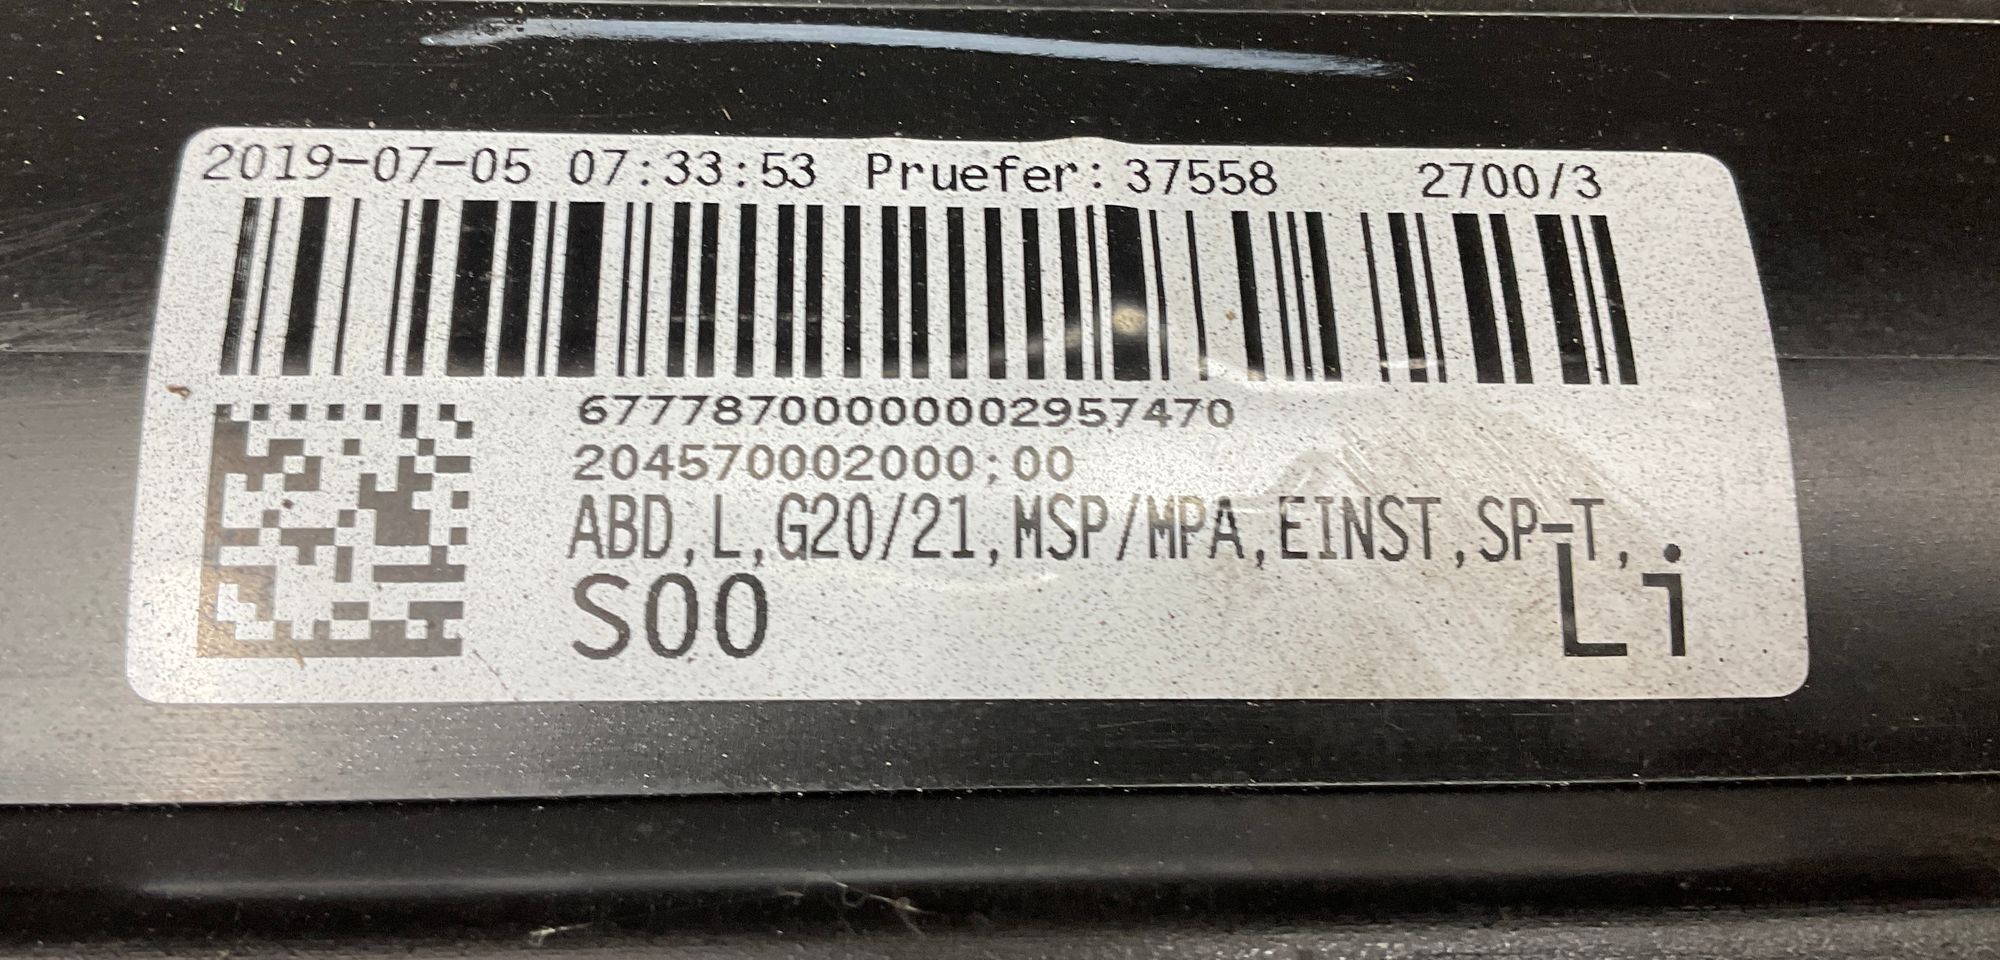 2019-07-05 07:33:53 Pruefer: 37558 2700/3
67778700000002957470
204570002000;00
ABD,L,G20/21,MSP/MPA,EINST,SP-T,
S00 Li